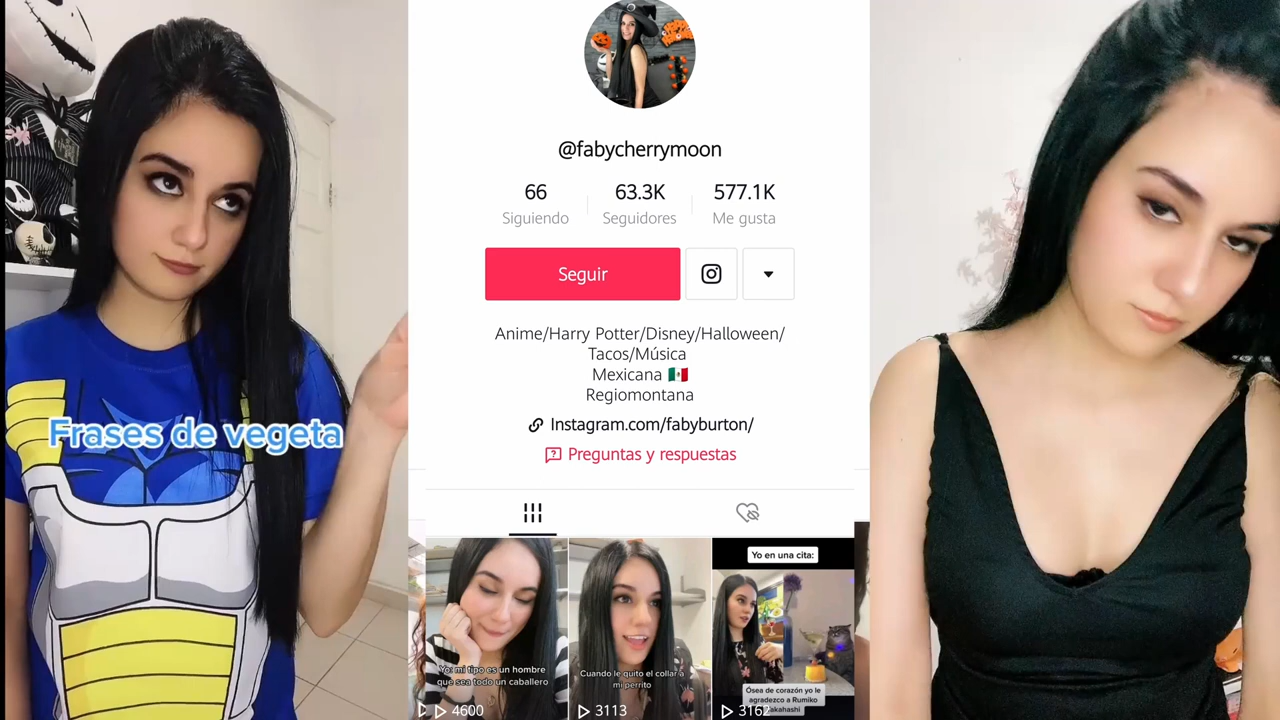 Frases de vegeta
@fabycherrymoon
66
63.3K
577.1K
Siguiendo
Seguidores
Me gusta
Seguir
Anime/Harry Potter/Disney/Halloween/
Tacos/Música
Mexicana 🇲🇽
Regiomontana
Instagram.com/fabyburton/
Preguntas y respuestas
Yo: mi tipo es un hombre
que sea todo un caballero
4600
Cuando le quito el collar a
mi perrito
3113
Yo en una cita:
Ósea de corazón yo le
agradezco a Rumiko
3162